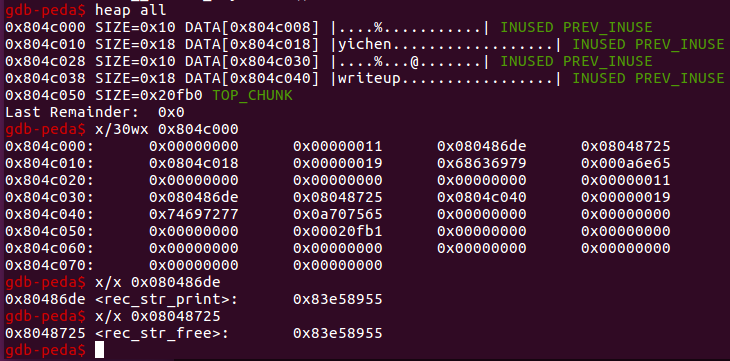 gdb-peda$ heap all
0x804c000 SIZE=0x10 DATA[0x804c008] |....%...........| INUSED PREV_INUSE
0x804c010 SIZE=0x18 DATA[0x804c018] |yichen..................| INUSED PREV_INUSE
0x804c028 SIZE=0x10 DATA[0x804c030] |....%...@.......| INUSED PREV_INUSE
0x804c038 SIZE=0x18 DATA[0x804c040] |writeup.................| INUSED PREV_INUSE
0x804c050 SIZE=0x20fb0 TOP_CHUNK
Last Remainder:  0x0
gdb-peda$ x/30wx 0x804c000
0x804c000:      0x00000000      0x00000011      0x080486de      0x08048725
0x804c010:      0x0804c018      0x00000019      0x68636979      0x000a6e65
0x804c020:      0x00000000      0x00000000      0x00000000      0x00000011
0x804c030:      0x080486de      0x08048725      0x0804c040      0x00000019
0x804c040:      0x74697277      0x0a707565      0x00000000      0x00000000
0x804c050:      0x00000000      0x00020fb1      0x00000000      0x00000000
0x804c060:      0x00000000      0x00000000      0x00000000      0x00000000
0x804c070:      0x00000000      0x00000000
gdb-peda$ x/x 0x080486de
0x80486de <rec_str_print>:      0x83e58955
gdb-peda$ x/x 0x08048725
0x8048725 <rec_str_free>:       0x83e58955
gdb-peda$